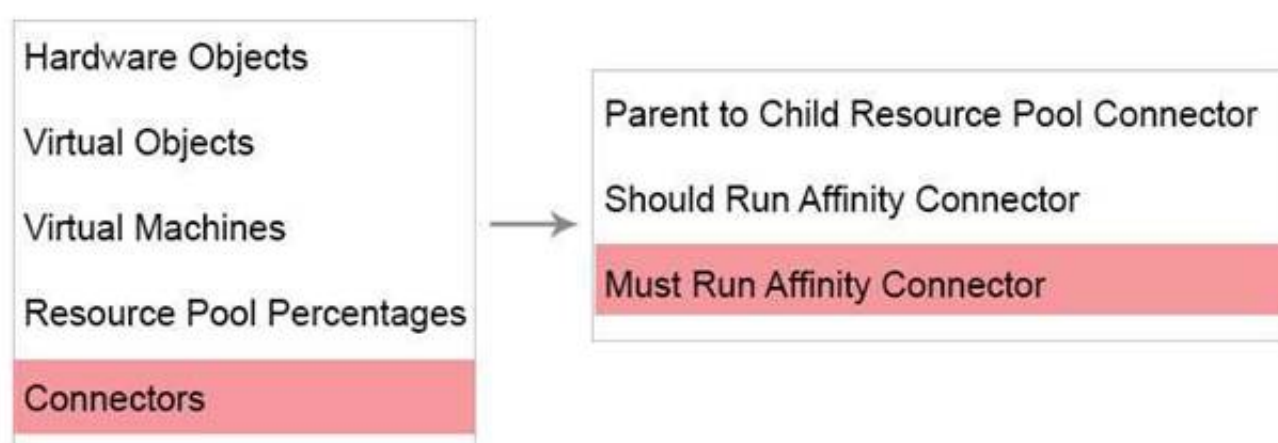 Hardware Objects
Virtual Objects
Virtual Machines
Resource Pool Percentages
Connectors
Parent to Child Resource Pool Connector
Should Run Affinity Connector
Must Run Affinity Connector